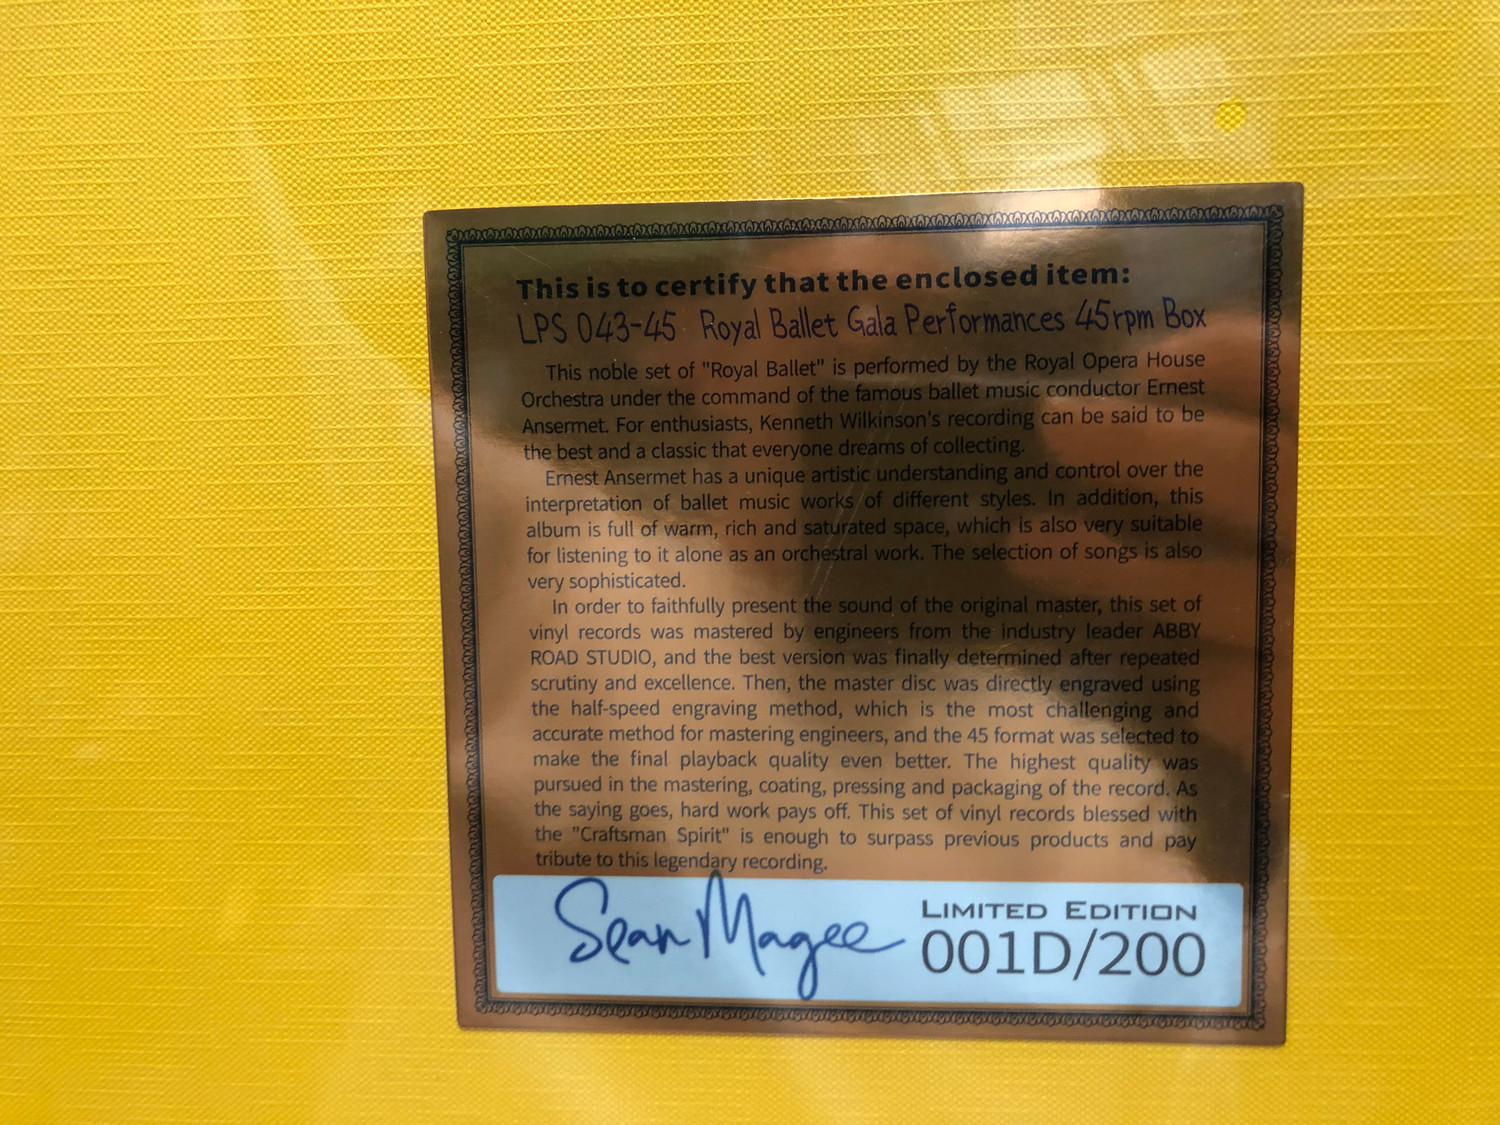 This is to certify that the enclosed item:
LPS 043-45 Royal Ballet Gala Performances 45rpm Box
This noble set of "Royal Ballet" is performed by the Royal Opera House
Orchestra under the command of the famous ballet music conductor Ernest
Ansermet. For enthusiasts, Kenneth Wilkinson's recording can be said to be
the best and a classic that everyone dreams of collecting.
Ernest Ansermet has a unique artistic understanding and control over the
interpretation of ballet music works of different styles. In addition, this
album is full of warm, rich and saturated space, which is also very suitable
for listening to it alone as an orchestral work. The selection of songs is also
very sophisticated.
In order to faithfully present the sound of the original master, this set of
vinyl records was mastered by engineers from the industry leader ABBY
ROAD STUDIO, and the best version was finally determined after repeated
scrutiny and excellence. Then, the master disc was directly engraved using
the half-speed engraving method, which is the most challenging and
accurate method for mastering engineers, and the 45 format was selected to
make the final playback quality even better. The highest quality was
pursued in the mastering, coating, pressing and packaging of the record. As
the saying goes, hard work pays off. This set of vinyl records blessed with
the "Craftsman Spirit" is enough to surpass previous products and pay
tribute to this legendary recording.
Sean Magee
LIMITED EDITION
001D/200